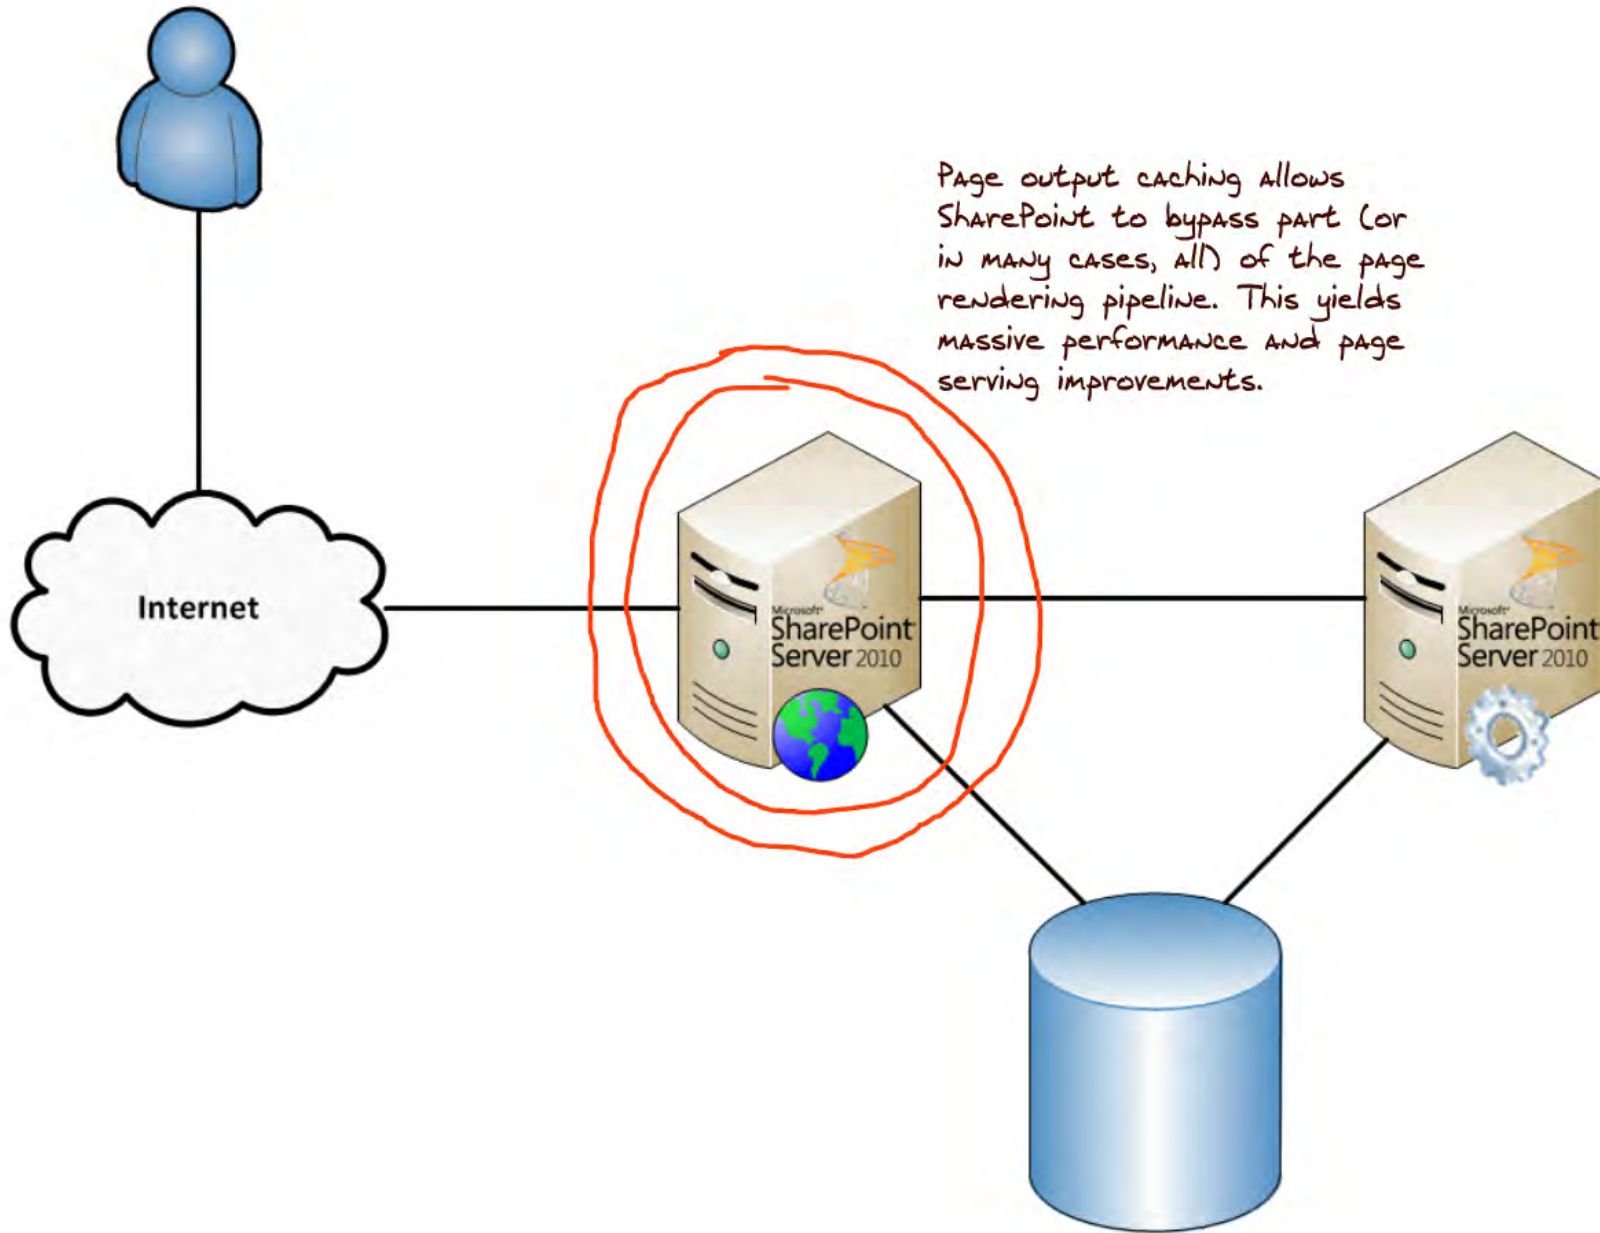 Page output caching allows
SharePoint to bypass part (or
in many cases, all) of the page
rendering pipeline. This yields
massive performance and page
serving improvements.
Internet
Microsoft®
SharePoint
Server 2010
Microsoft®
SharePoint
Server 2010